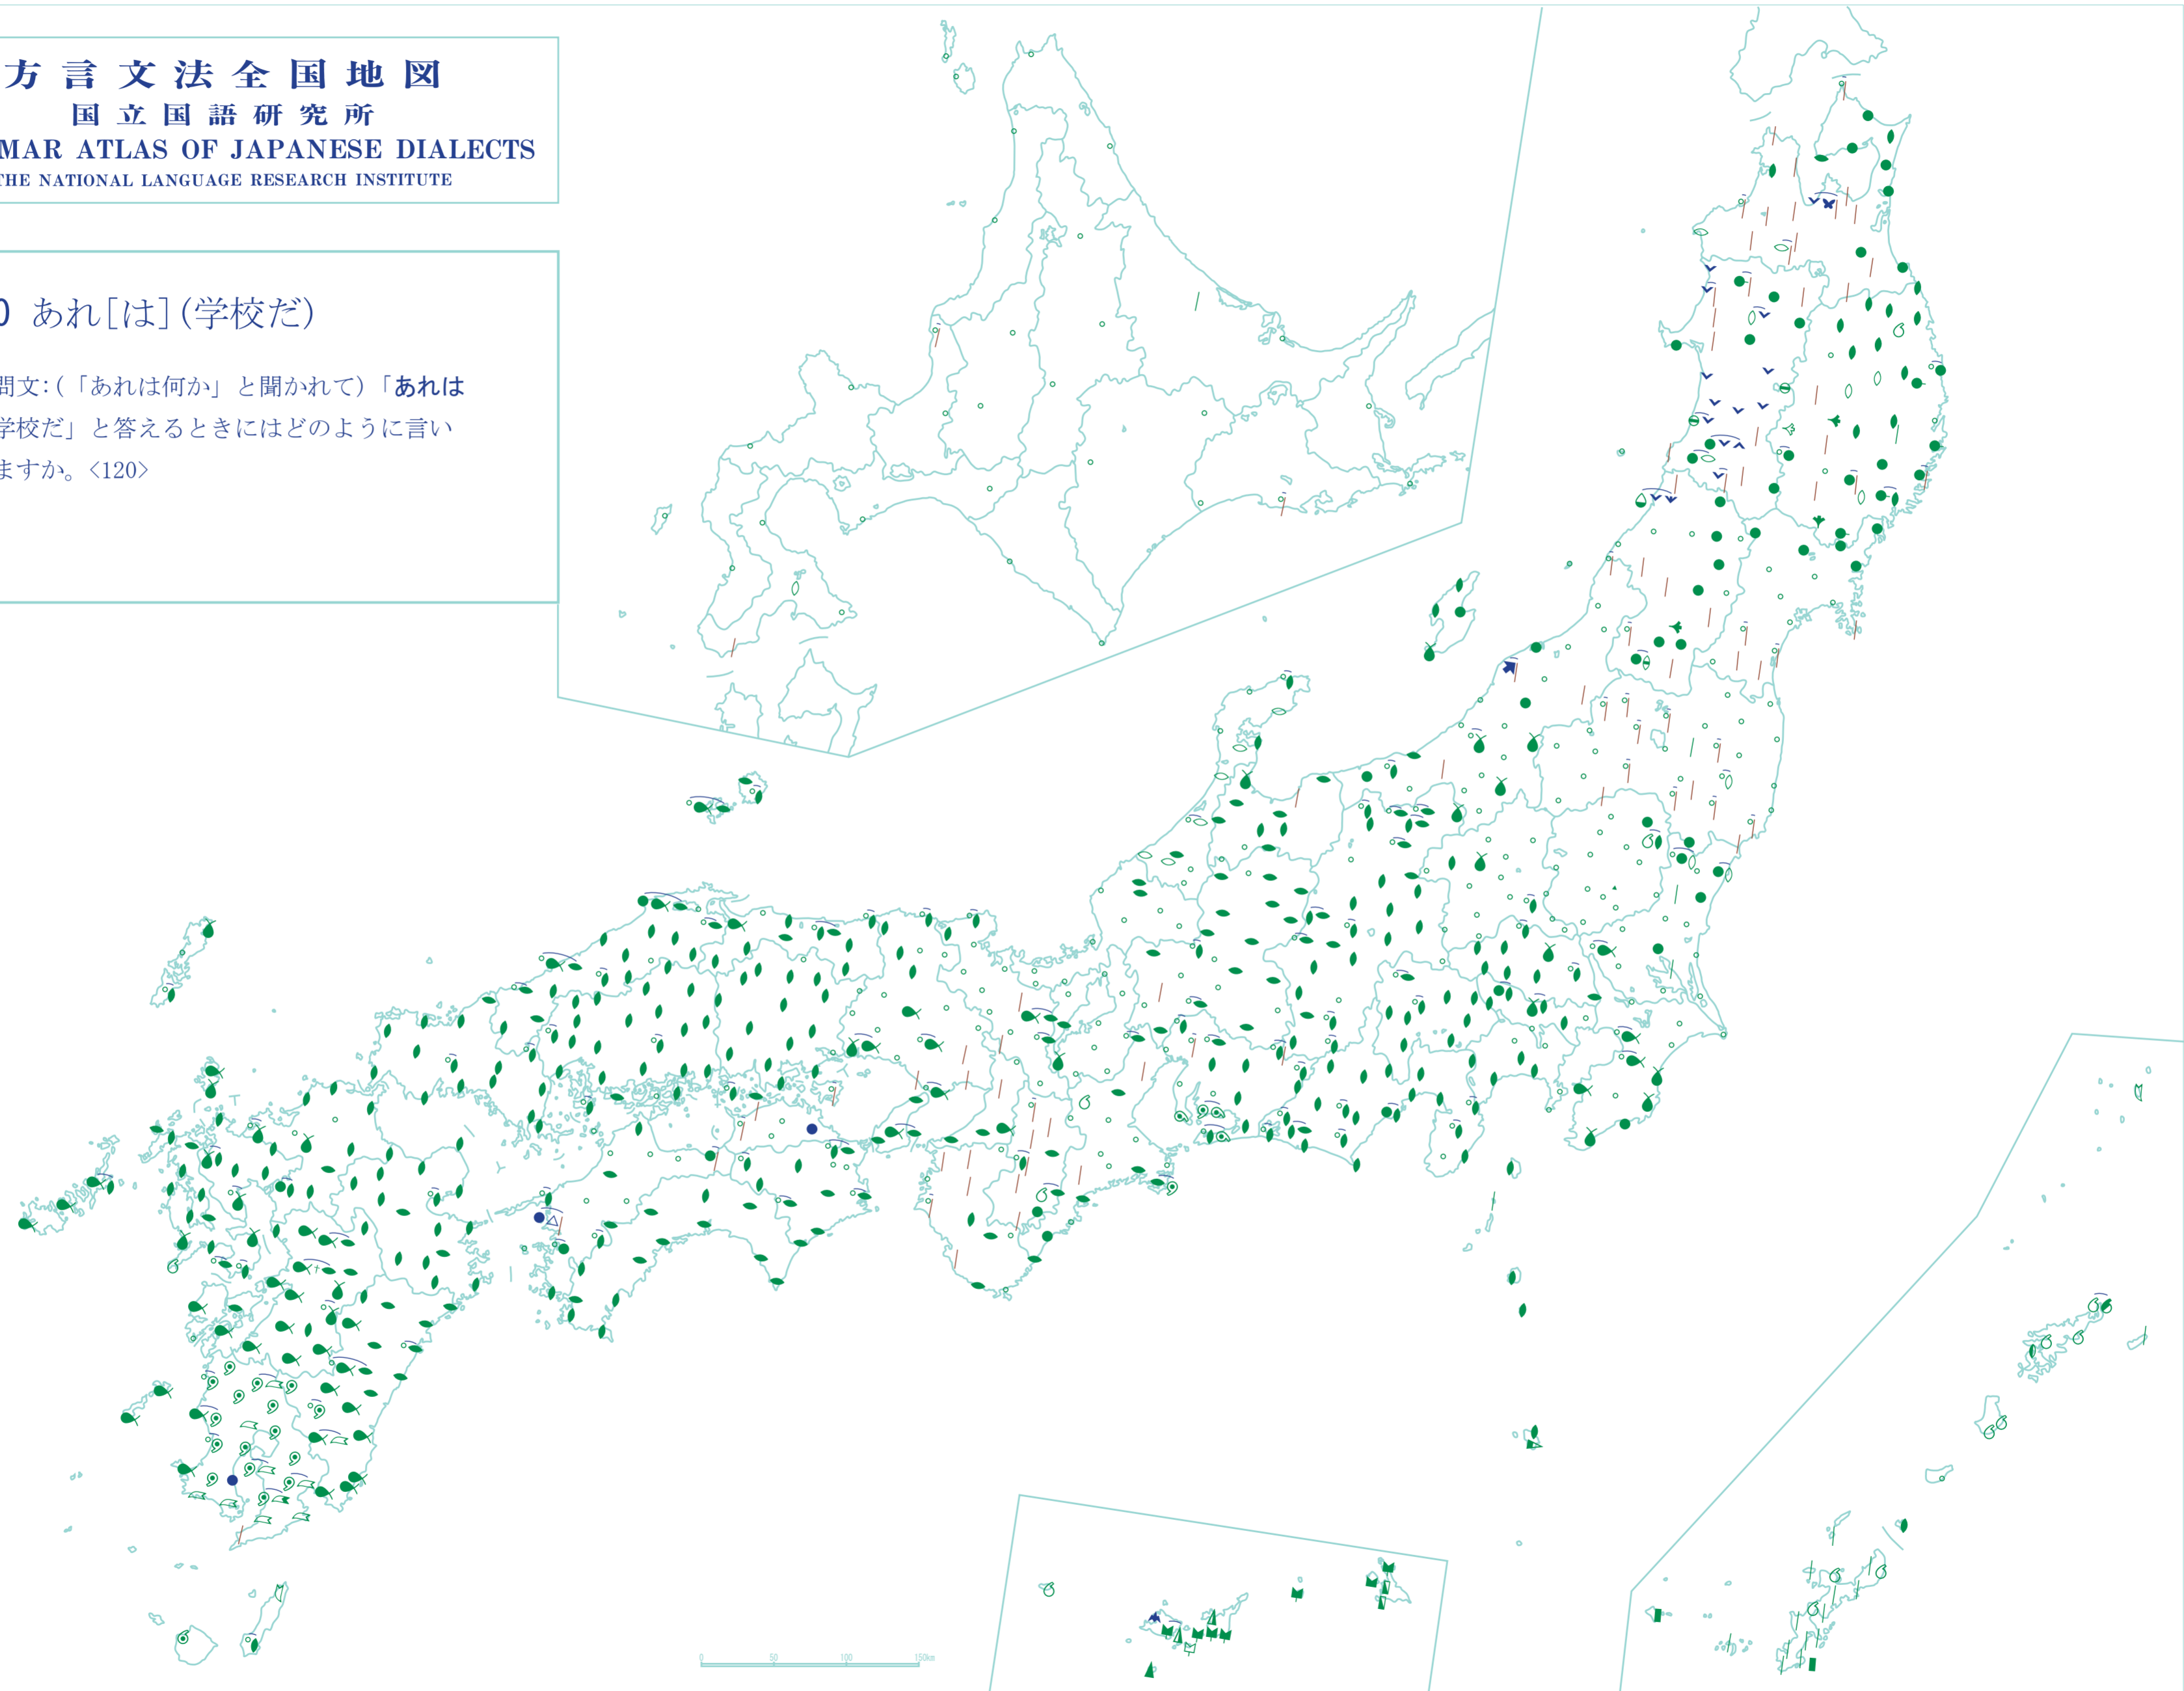 方言文法全国地図
国立国語研究所
MAR ATLAS OF JAPANESE DIALECTS
THE NATIONAL LANGUAGE RESEARCH INSTITUTE
0 あれ[は](学校だ)
問文:(「あれは何か」と聞かれて)「あれは
学校だ」と答えるときにはどのように言い
ますか。<120>
0 50 100 150km